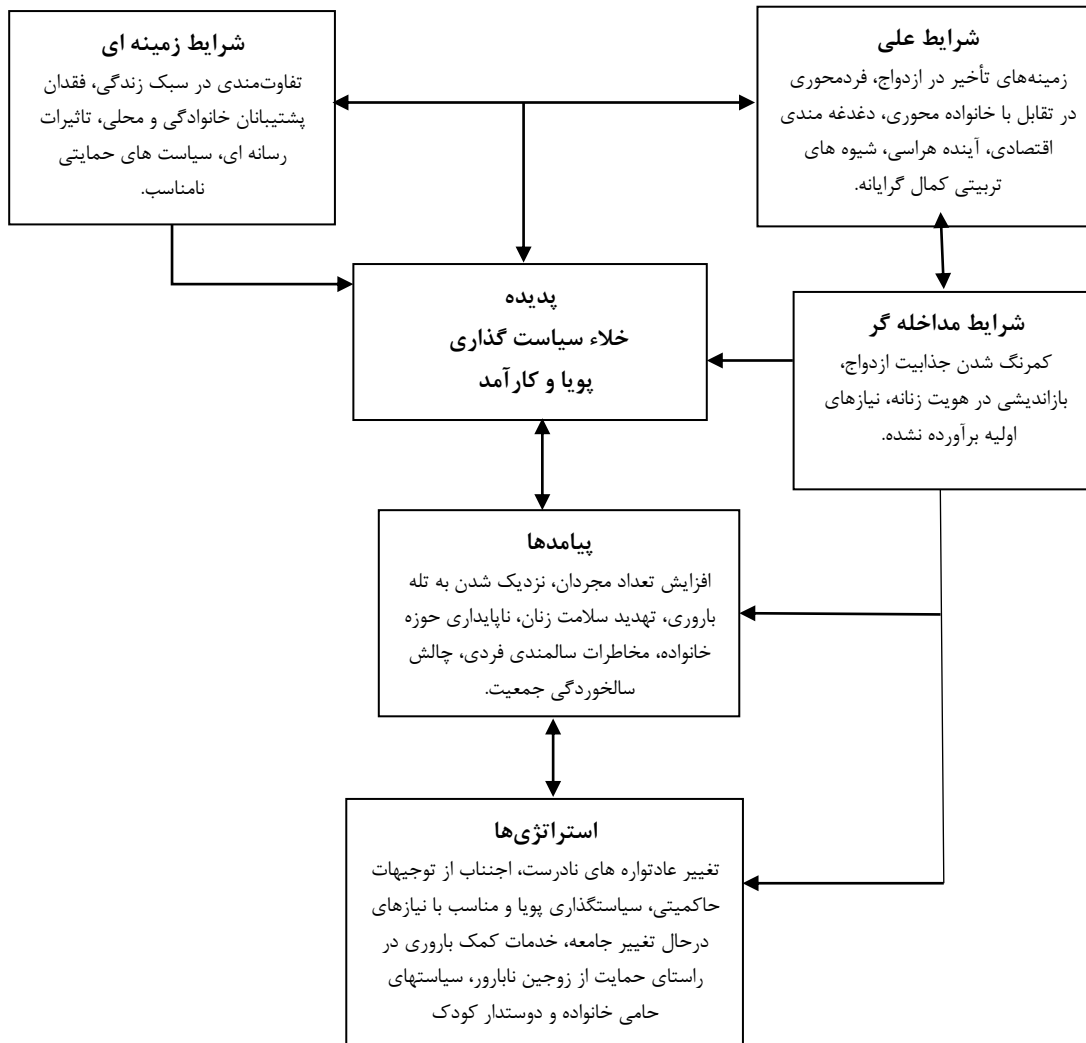 شرایط علی
زمینه‌های تأخیر در ازدواج، فردمحوری
در تقابل با خانواده محوری، دغدغه مندی
اقتصادی، آینده هراسی، شیوه های
تربیتی کمال گرایانه.
شرایط زمینه ای
تفاوت‌مندی در سبک زندگی، فقدان
پشتیبانان خانوادگی و محلی، تاثیرات
رسانه ای، سیاست های حمایتی
نامناسب.
پدیده
خلاء سیاست گذاری
پویا و کارآمد
شرایط مداخله گر
کمرنگ شدن جذابیت ازدواج،
بازاندیشی در هویت زنانه، نیازهای
اولیه برآورده نشده.
پیامدها
افزایش تعداد مجردان، نزدیک شدن به تله
باروری، تهدید سلامت زنان، ناپایداری حوزه
خانواده، مخاطرات سالمندی فردی، چالش
سالخوردگی جمعیت.
استراتژی‌ها
تغییر عادتواره های نادرست، اجتناب از توجیهات
حاکمیتی، سیاستگذاری پویا و مناسب با نیازهای
درحال تغییر جامعه، خدمات کمک باروری در
راستای حمایت از زوجین نابارور، سیاستهای
حامی خانواده و دوستدار کودک